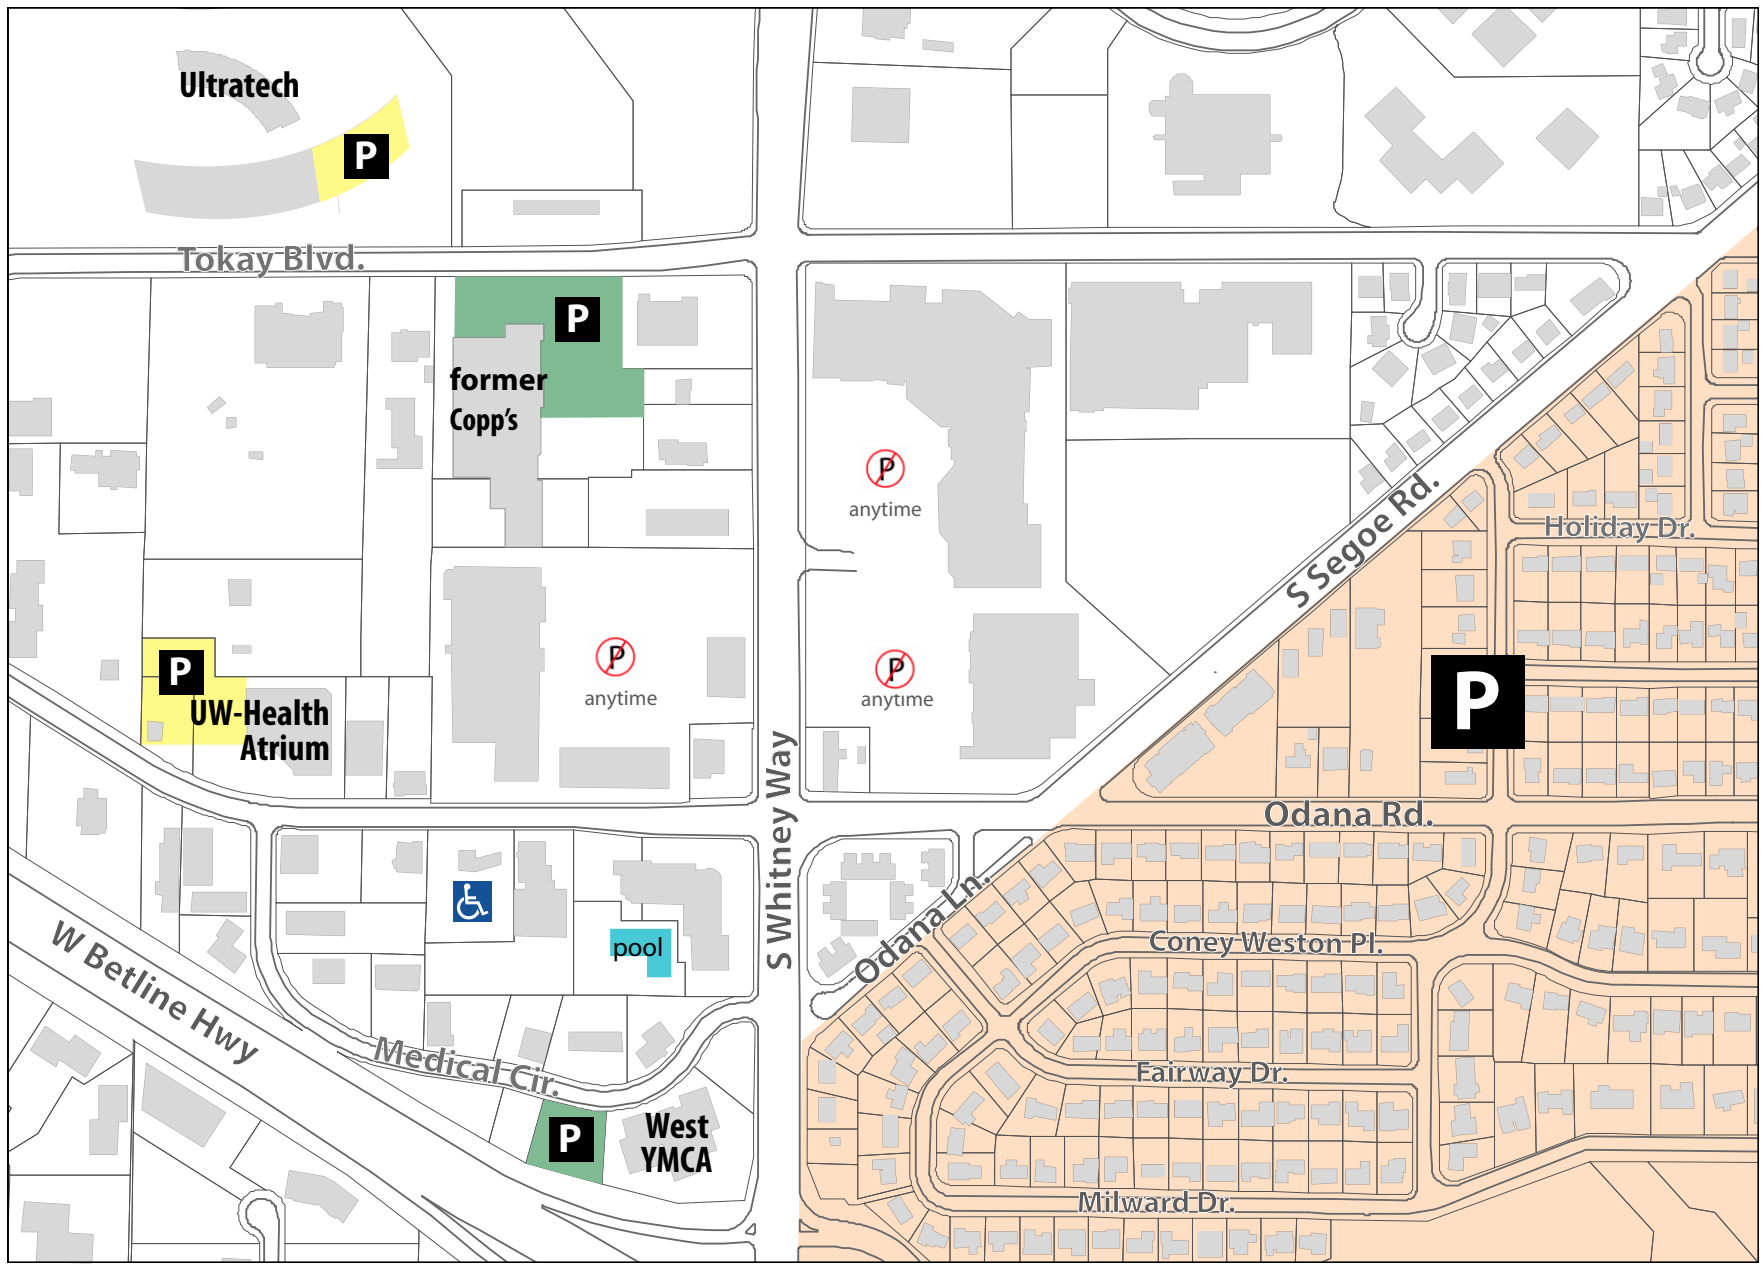 Ultratech
P
Tokay Blvd.
P
former
Copp's
P
anytime
S Segoe Rd.
Holiday Dr.
P
anytime
P
anytime
P
UW-Health
Atrium
P
S Whitney Way
Odana Rd.
pool
Odana Ln.
W Betline Hwy
Coney Weston Pl.
Medical Cir.
Fairway Dr.
P
West
YMCA
Milward Dr.